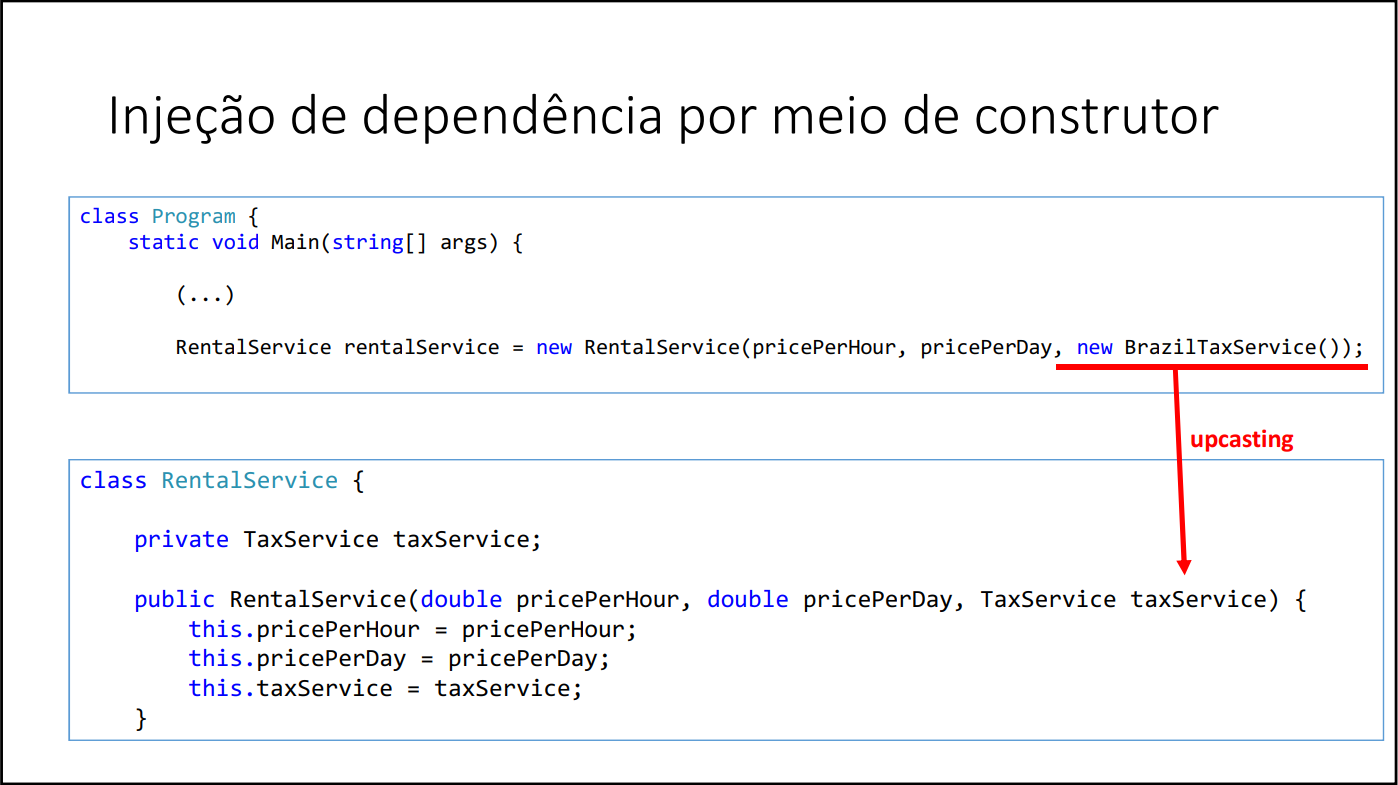 Injeção de dependência por meio de construtor
class Program {
static void Main(string[] args) {
(...)
RentalService rentalService = new RentalService(pricePerHour, pricePerDay, new BrazilTaxService());
upcasting
class RentalService {
private TaxService taxService;
public RentalService(double pricePerHour, double pricePerDay, TaxService taxService) {
this.pricePerHour = pricePerHour;
this.pricePerDay = pricePerDay;
this.taxService = taxService;
}